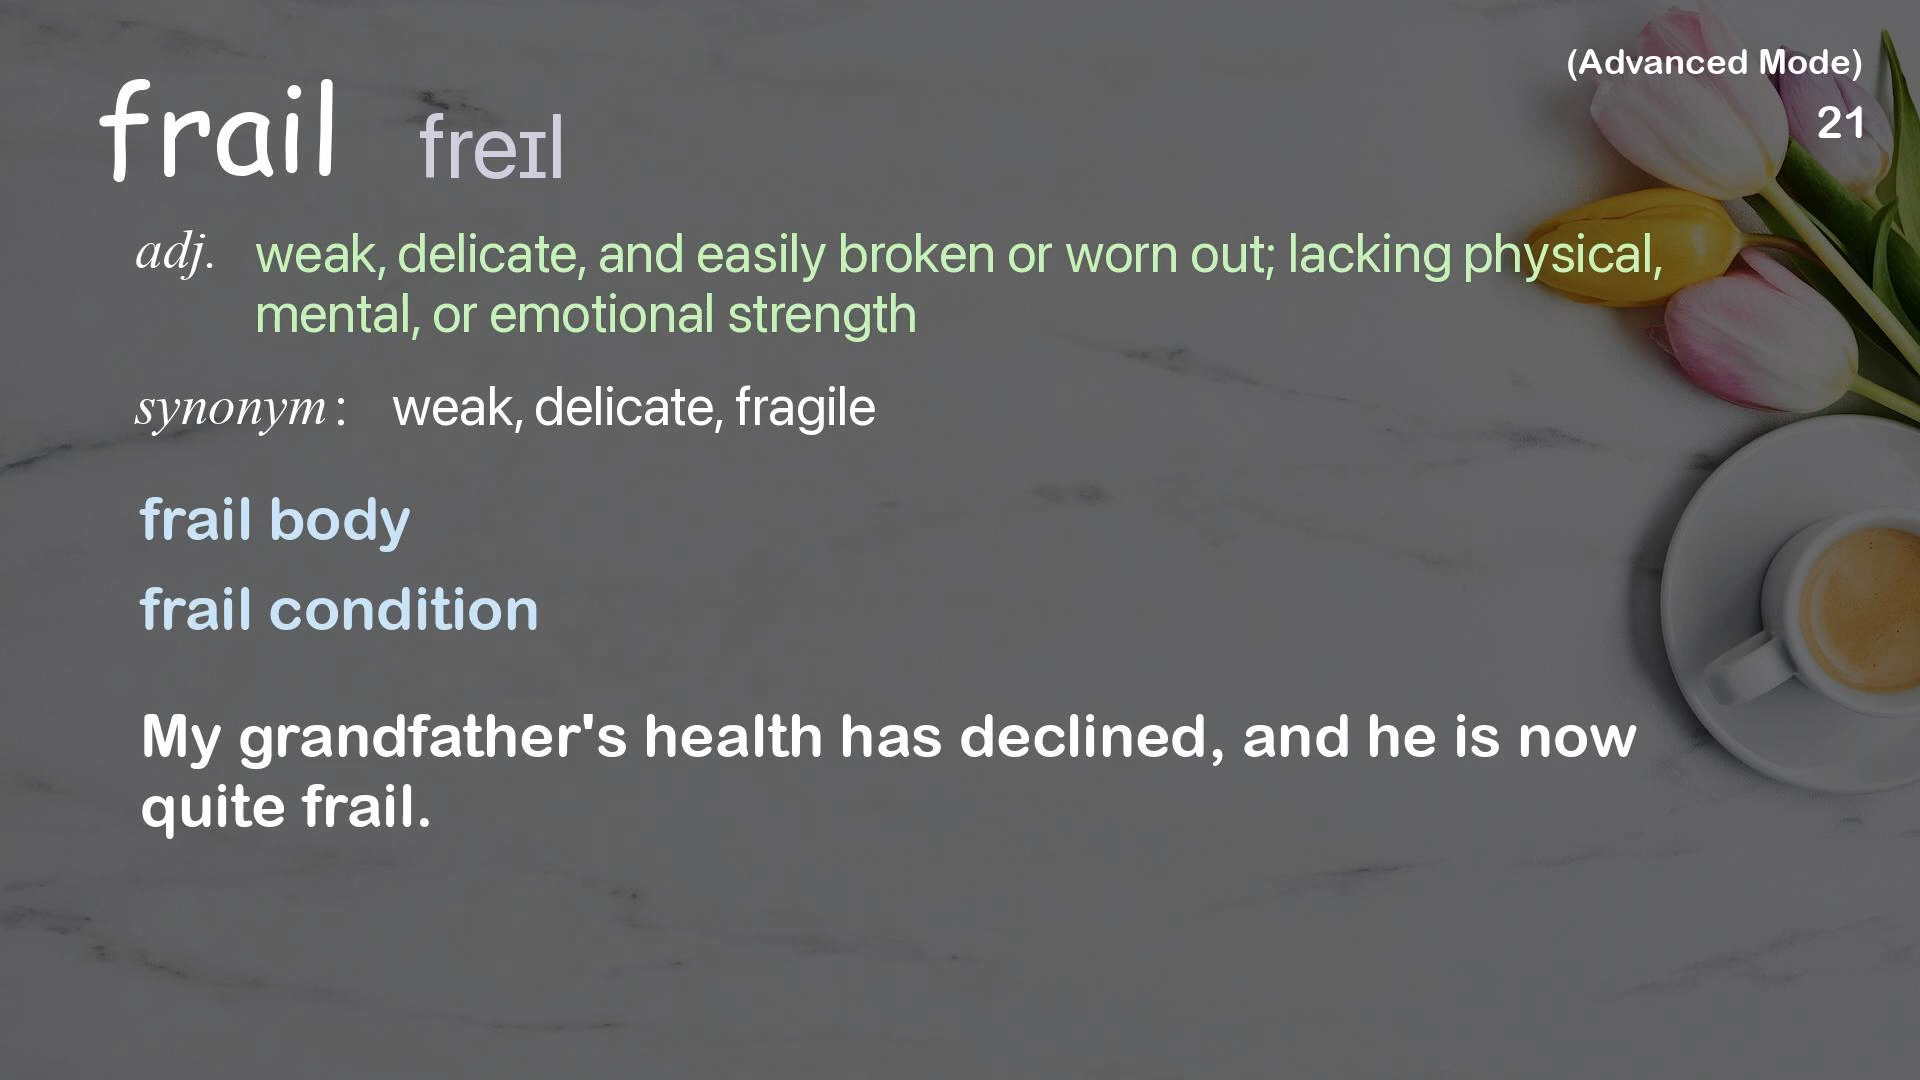 (Advanced Mode)
21
frail freɪl
adj. weak, delicate, and easily broken or worn out; lacking physical,
mental, or emotional strength
synonym: weak, delicate, fragile
frail body
frail condition
My grandfather's health has declined, and he is now
quite frail.